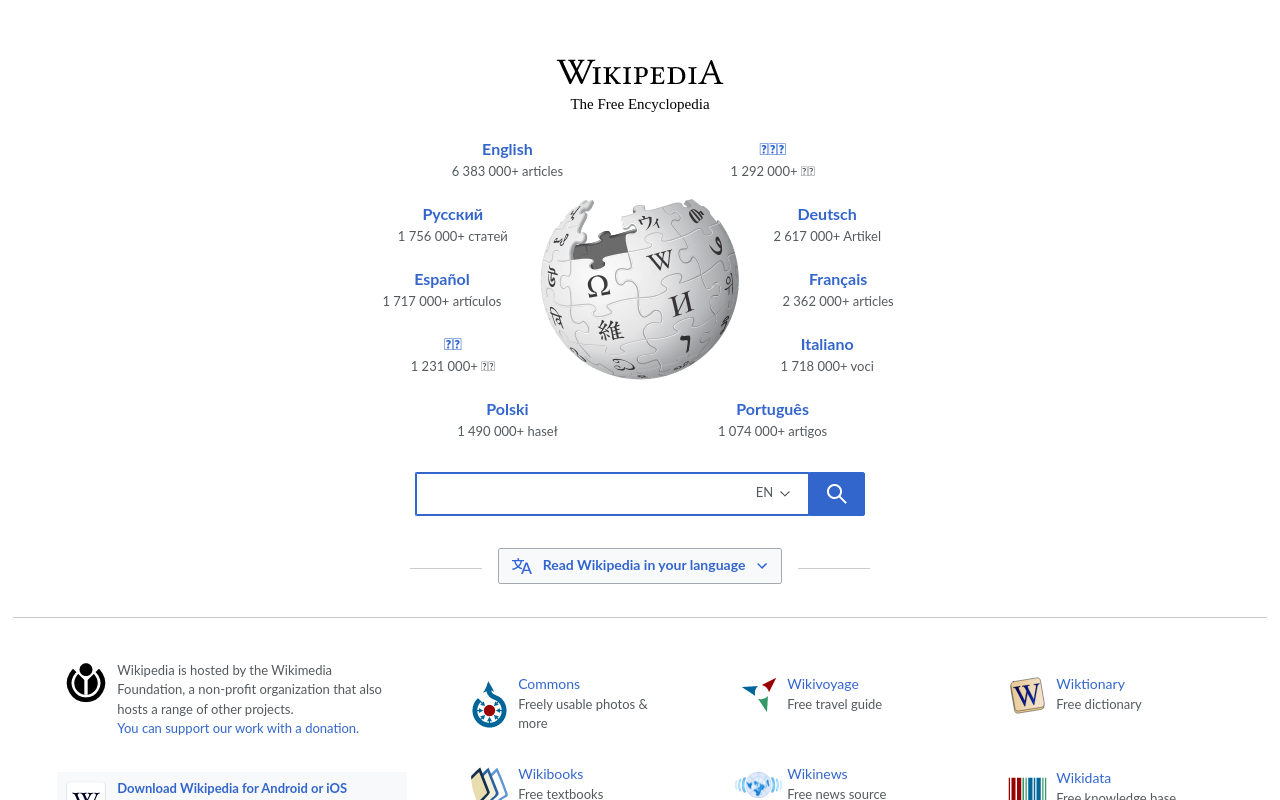 WIKIPEDIA
The Free Encyclopedia
English
6 383 000+ articles
1 292 000+
Русский
1 756 000+ статей
Deutsch
2 617 000+ Artikel
Español
1 717 000+ artículos
Français
2 362 000+ articles
1 231 000+
Italiano
1 718 000+ voci
Polski
1 490 000+ haseł
Português
1 074 000+ artigos
Ω
W
И
維
ウィ
EN
Read Wikipedia in your language
Wikipedia is hosted by the Wikimedia
Foundation, a non-profit organization that also
hosts a range of other projects.
You can support our work with a donation.
Commons
Freely usable photos &
more
Wikivoyage
Free travel guide
W
Wiktionary
Free dictionary
W
Download Wikipedia for Android or iOS
Wikibooks
Free textbooks
Wikinews
Free news source
Wikidata
Free knowledge base